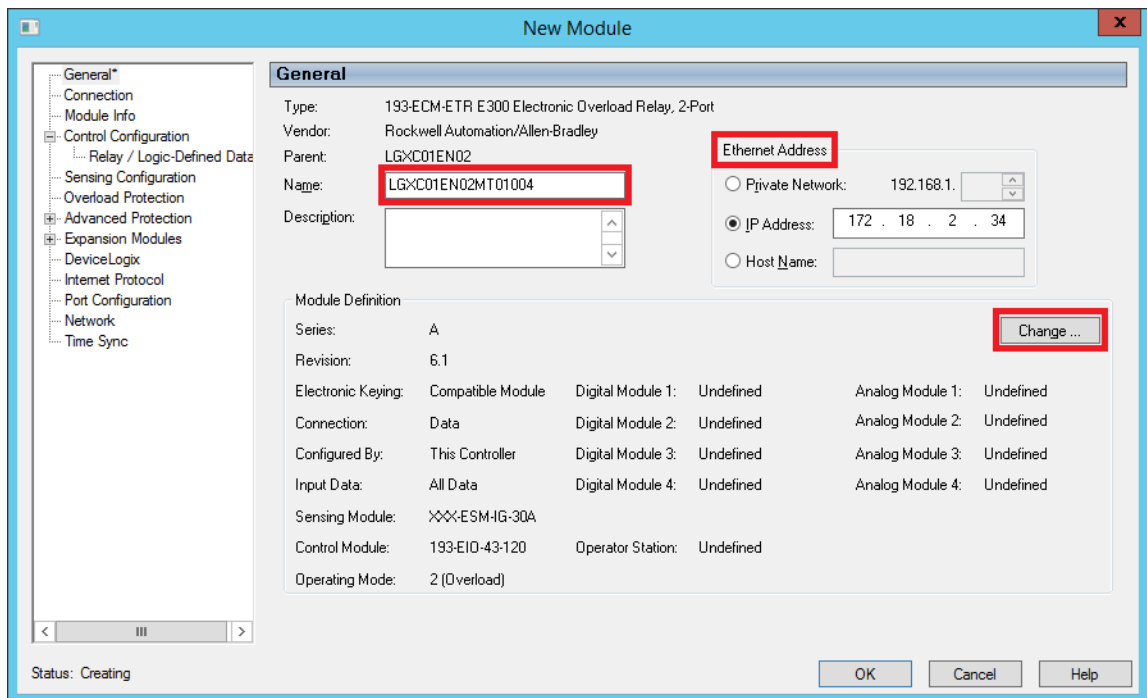 New Module
x
General*
Connection
Module Info
Control Configuration
Relay / Logic-Defined Data
Sensing Configuration
Overload Protection
Advanced Protection
Expansion Modules
DeviceLogix
Internet Protocol
Port Configuration
Network
Time Sync
General
Type: 193-ECM-ETR E300 Electronic Overload Relay, 2-Port
Vendor: Rockwell Automation/Allen-Bradley
Parent: LGXC01EN02
Name: LGXC01EN02MT01004
Description:
Ethernet Address
Private Network: 192.168.1.
IP Address: 172 . 18 . 2 . 34
Host Name:
Module Definition
Series: A
Change ...
Revision: 6.1
Electronic Keying: Compatible Module Digital Module 1: Undefined Analog Module 1: Undefined
Connection: Data Digital Module 2: Undefined Analog Module 2: Undefined
Configured By: This Controller Digital Module 3: Undefined Analog Module 3: Undefined
Input Data: All Data Digital Module 4: Undefined Analog Module 4: Undefined
Sensing Module: XXX-ESM-IG-30A
Control Module: 193-EIO-43-120 Operator Station: Undefined
Operating Mode: 2 (Overload)
Status: Creating
OK Cancel Help